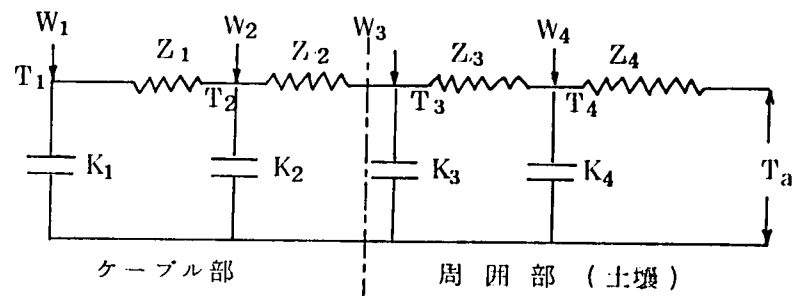 W₁ W₂ W₃ W₄
Z₁ Z₂ Z₃ Z₄
T₁ T₂ T₃ T₄
K₁ K₂ K₃ K₄ Ta
ケーブル部 周囲部(土壌)